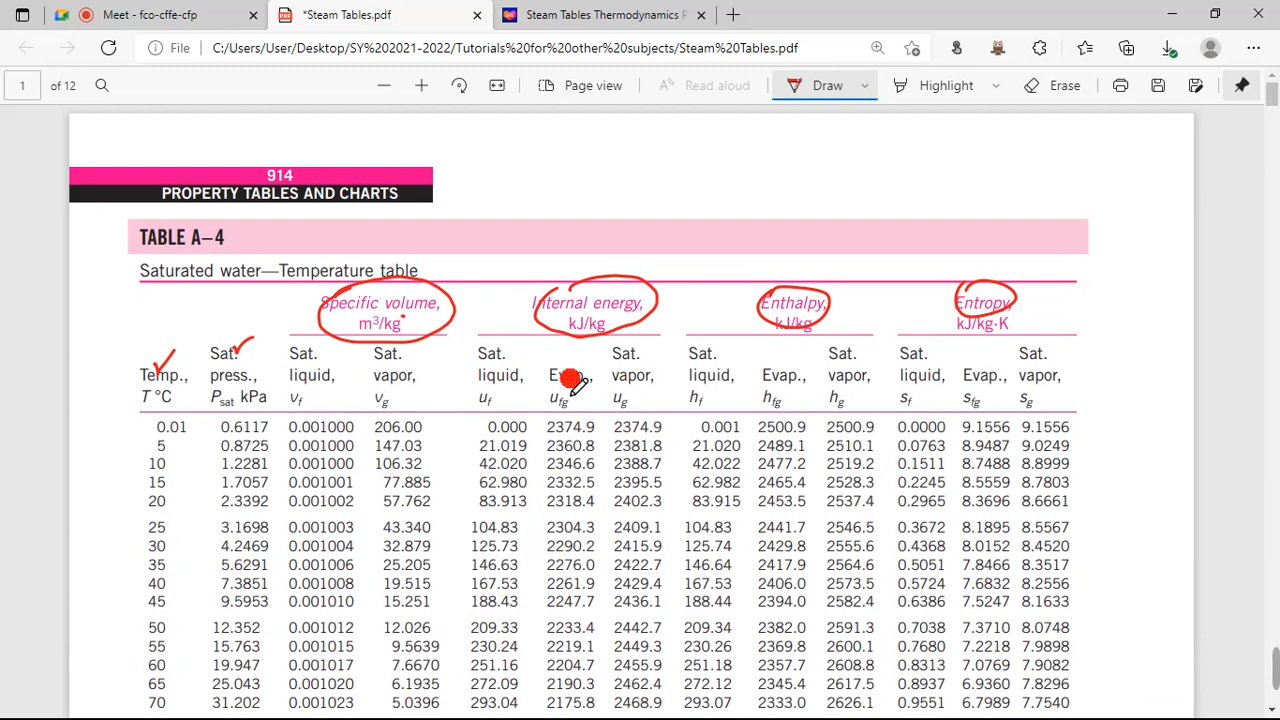 Meet - fco-cffe-cfp
*Steam Tables.pdf
Steam Tables Thermodynamics P
File
C:/Users/User/Desktop/SY%202021-2022/Tutorials%20for%20other%20subjects/Steam%20Tables.pdf
1 of 12
Page view
Read aloud
Draw
Highlight
Erase
914
PROPERTY TABLES AND CHARTS
TABLE A–4
Saturated water—Temperature table
Specific volume, Internal energy, Enthalpy, Entropy,
m³/kg kJ/kg kJ/kg kJ/kg·K
Sat. Sat. Sat. Sat. Sat. Sat. Sat. Sat. Sat.
Temp., press., liquid, vapor, liquid, Evap., vapor, liquid, Evap., vapor, liquid, Evap., vapor,
T °C Psat kPa vf vg uf ufg ug hf hfg hg sf sfg sg
0.01 0.6117 0.001000 206.00 0.000 2374.9 2374.9 0.001 2500.9 2500.9 0.0000 9.1556 9.1556
5 0.8725 0.001000 147.03 21.019 2360.8 2381.8 21.020 2489.1 2510.1 0.0763 8.9487 9.0249
10 1.2281 0.001000 106.32 42.020 2346.6 2388.7 42.022 2477.2 2519.2 0.1511 8.7488 8.8999
15 1.7057 0.001001 77.885 62.980 2332.5 2395.5 62.982 2465.4 2528.3 0.2245 8.5559 8.7803
20 2.3392 0.001002 57.762 83.913 2318.4 2402.3 83.915 2453.5 2537.4 0.2965 8.3696 8.6661
25 3.1698 0.001003 43.340 104.83 2304.3 2409.1 104.83 2441.7 2546.5 0.3672 8.1895 8.5567
30 4.2469 0.001004 32.879 125.73 2290.2 2415.9 125.74 2429.8 2555.6 0.4368 8.0152 8.4520
35 5.6291 0.001006 25.205 146.63 2276.0 2422.7 146.64 2417.9 2564.6 0.5051 7.8466 8.3517
40 7.3851 0.001008 19.515 167.53 2261.9 2429.4 167.53 2406.0 2573.5 0.5724 7.6832 8.2556
45 9.5953 0.001010 15.251 188.43 2247.7 2436.1 188.44 2394.0 2582.4 0.6386 7.5247 8.1633
50 12.352 0.001012 12.026 209.33 2233.4 2442.7 209.34 2382.0 2591.3 0.7038 7.3710 8.0748
55 15.763 0.001015 9.5639 230.24 2219.1 2449.3 230.26 2369.8 2600.1 0.7680 7.2218 7.9898
60 19.947 0.001017 7.6670 251.16 2204.7 2455.9 251.18 2357.7 2608.8 0.8313 7.0769 7.9082
65 25.043 0.001020 6.1935 272.09 2190.3 2462.4 272.12 2345.4 2617.5 0.8937 6.9360 7.8296
70 31.202 0.001023 5.0396 293.04 2175.8 2468.9 293.07 2333.0 2626.1 0.9551 6.7989 7.7540